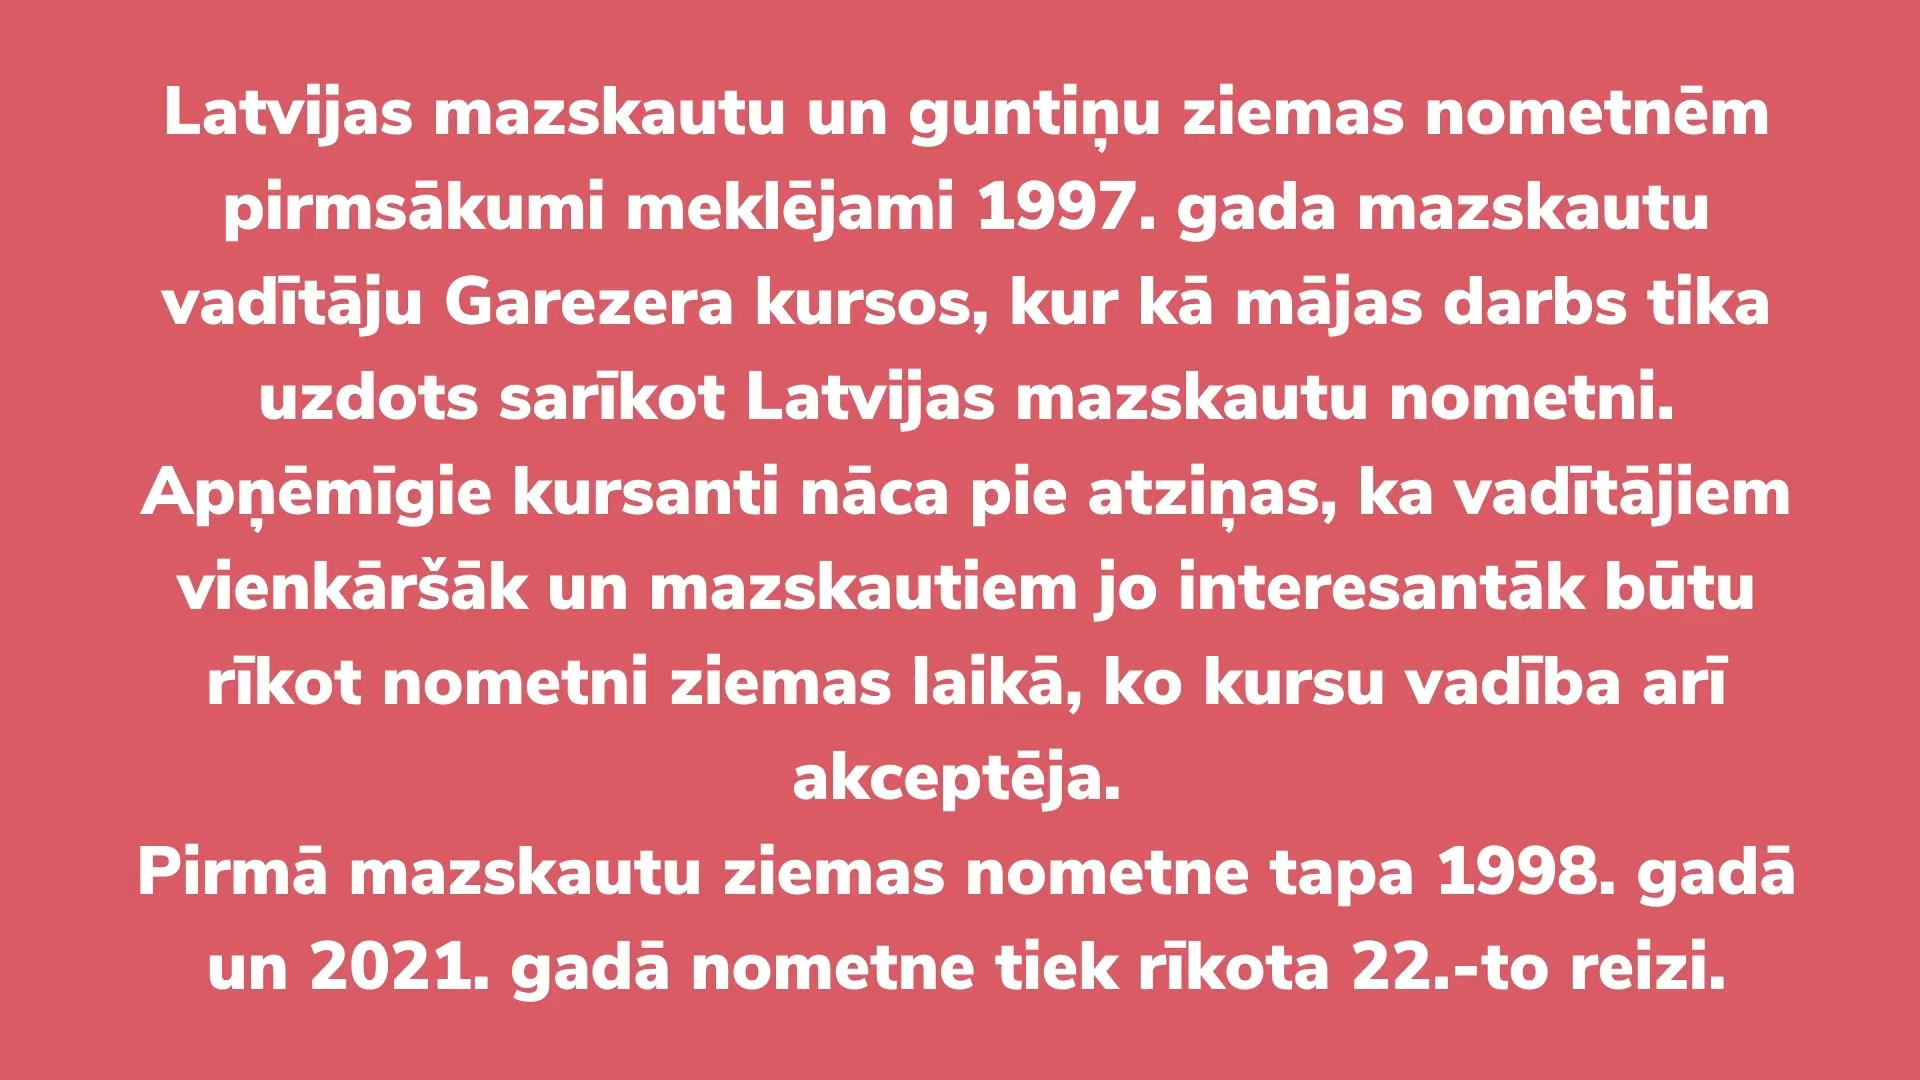 Latvijas mazskautu un guntiņu ziemas nometnēm
pirmsākumi meklējami 1997. gada mazskautu
vadītāju Garezera kursos, kur kā mājas darbs tika
uzdots sarīkot Latvijas mazskautu nometni.
Apņēmīgie kursanti nāca pie atziņas, ka vadītājiem
vienkāršāk un mazskautiem jo interesantāk būtu
rīkot nometni ziemas laikā, ko kursu vadība arī
akceptēja.
Pirmā mazskautu ziemas nometne tapa 1998. gadā
un 2021. gadā nometne tiek rīkota 22.-to reizi.